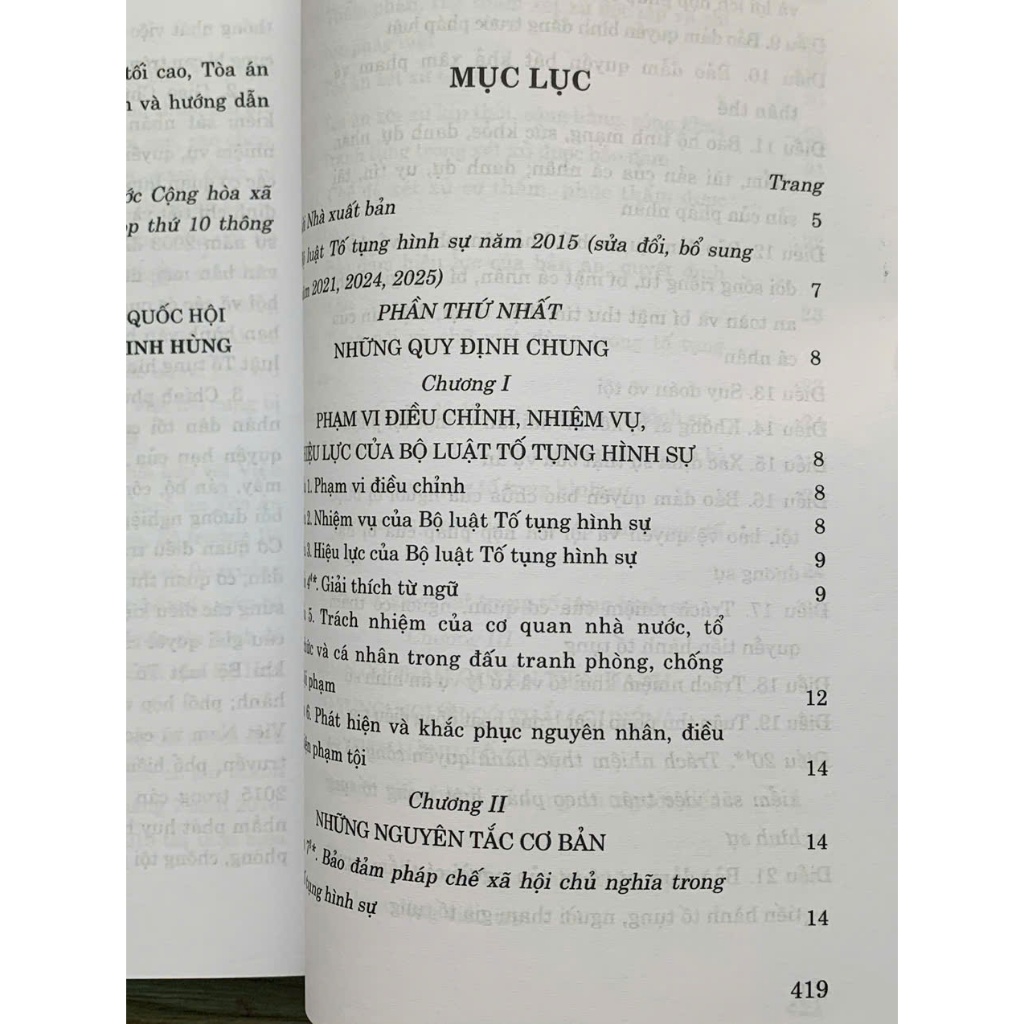 tối cao, Tòa án
và hướng dẫn
Cộng hòa xã
thứ 10 thông
QUỐC HỘI
INH HÙNG
MỤC LỤC
Trang
Nhà xuất bản 5
luật Tố tụng hình sự năm 2015 (sửa đổi, bổ sung
2021, 2024, 2025) 7
PHẦN THỨ NHẤT
NHỮNG QUY ĐỊNH CHUNG 8
Chương I
PHẠM VI ĐIỀU CHỈNH, NHIỆM VỤ,
LỰC CỦA BỘ LUẬT TỐ TỤNG HÌNH SỰ 8
1. Phạm vi điều chỉnh 8
2. Nhiệm vụ của Bộ luật Tố tụng hình sự 8
3. Hiệu lực của Bộ luật Tố tụng hình sự 9
4*. Giải thích từ ngữ 9
5. Trách nhiệm của cơ quan nhà nước, tổ
và cá nhân trong đấu tranh phòng, chống
phạm 12
6. Phát hiện và khắc phục nguyên nhân, điều
phạm tội 14
Chương II
NHỮNG NGUYÊN TẮC CƠ BẢN 14
7*. Bảo đảm pháp chế xã hội chủ nghĩa trong
hình sự 14
419